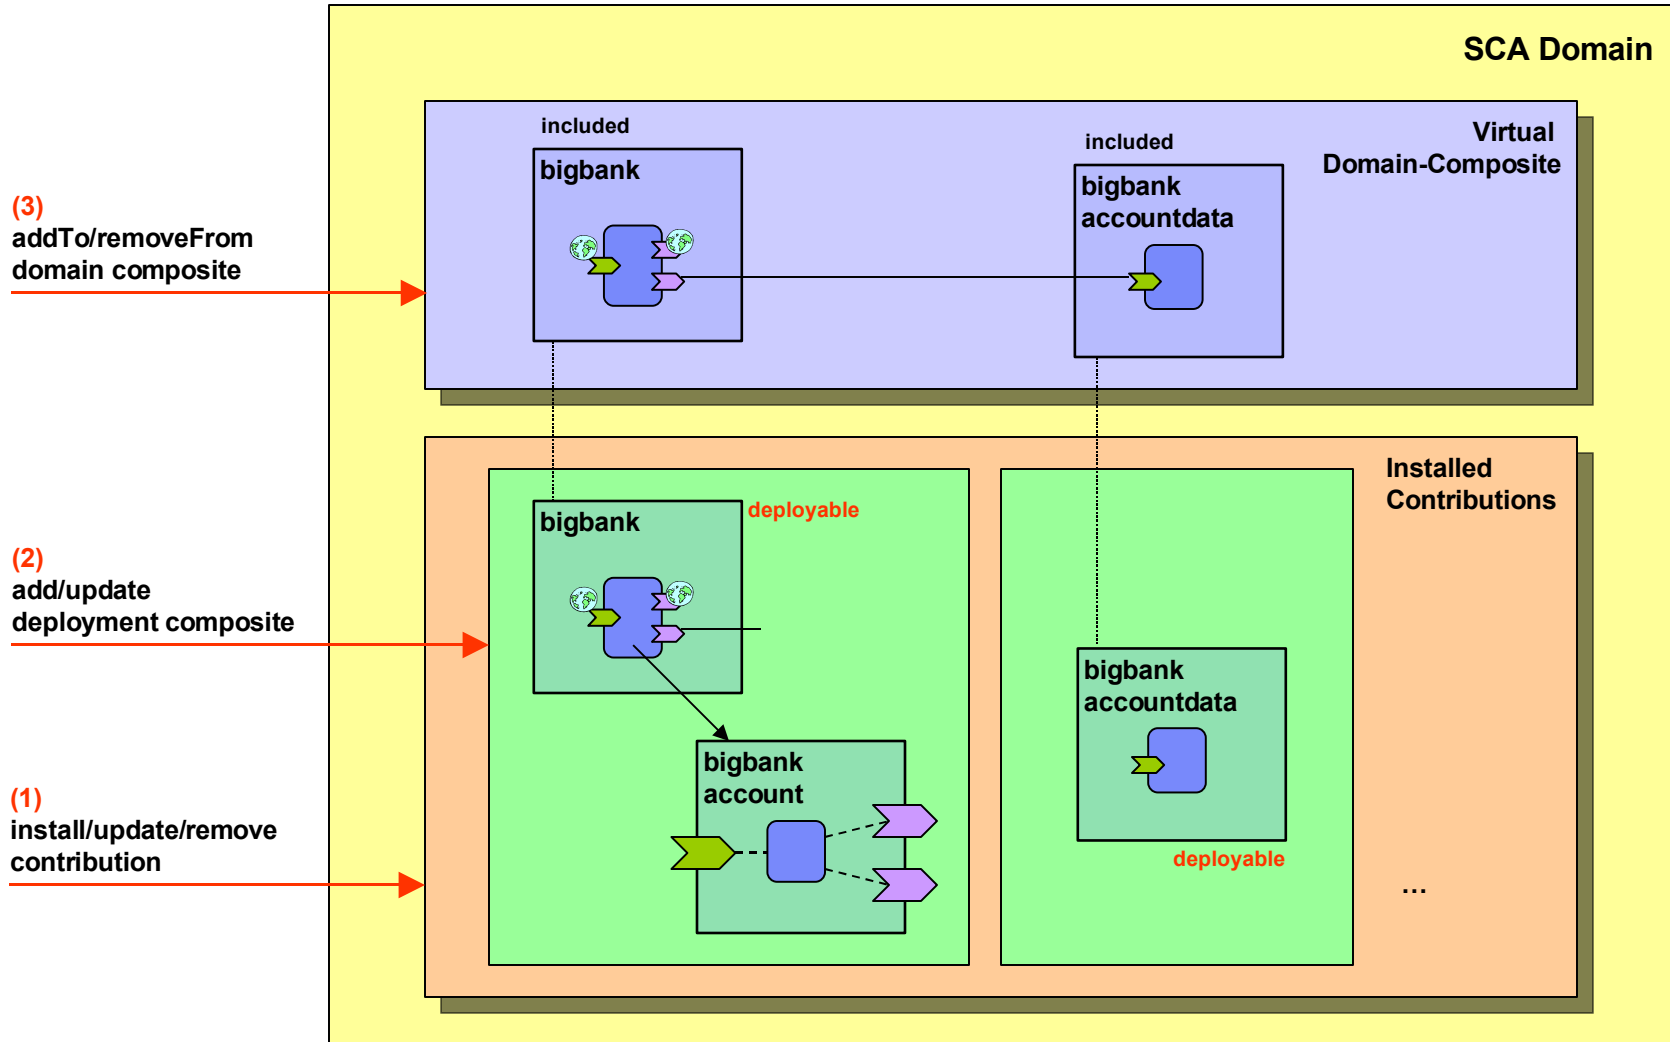 SCA Domain
Virtual
Domain-Composite
included
bigbank
included
bigbank
accountdata
(3)
addTo/removeFrom
domain composite
Installed
Contributions
bigbank
deployable
(2)
add/update
deployment composite
bigbank
accountdata
deployable
bigbank
account
(1)
install/update/remove
contribution
...